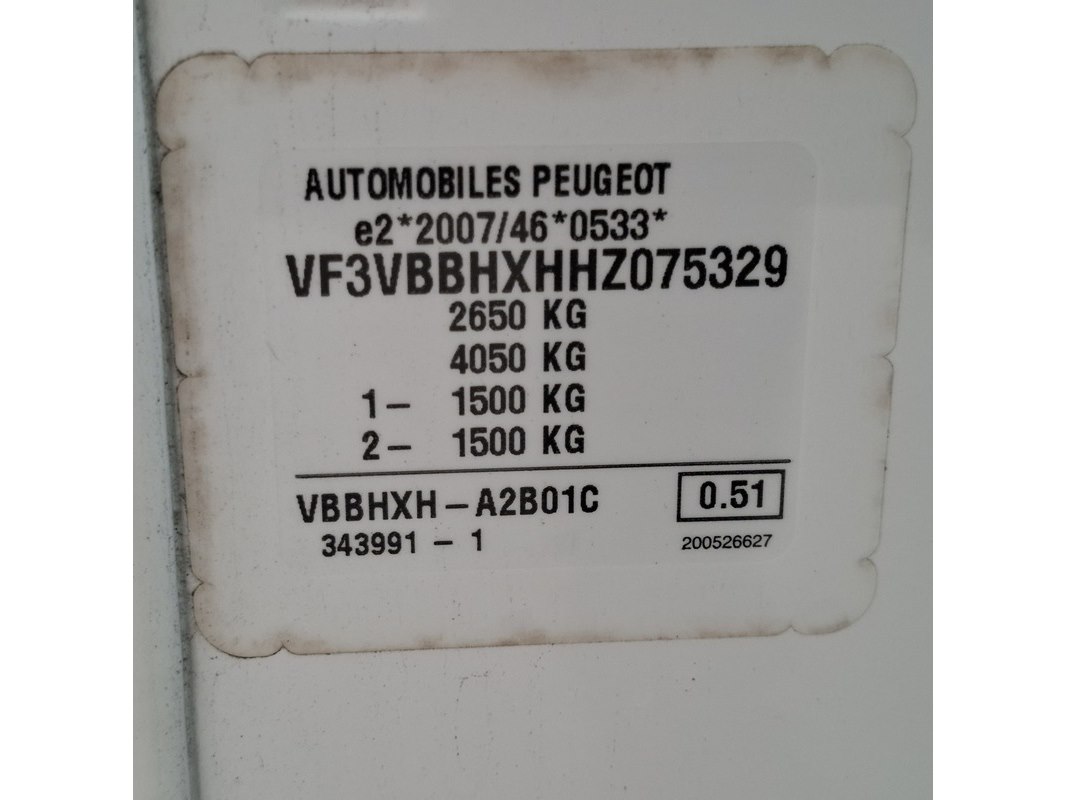 AUTOMOBILES PEUGEOT
e2*2007/46*0533*
VF3VBBHXHHZ075329
2650 KG
4050 KG
1- 1500 KG
2- 1500 KG
VBBHXH-A2B01C 0.51
343991 - 1 200526627